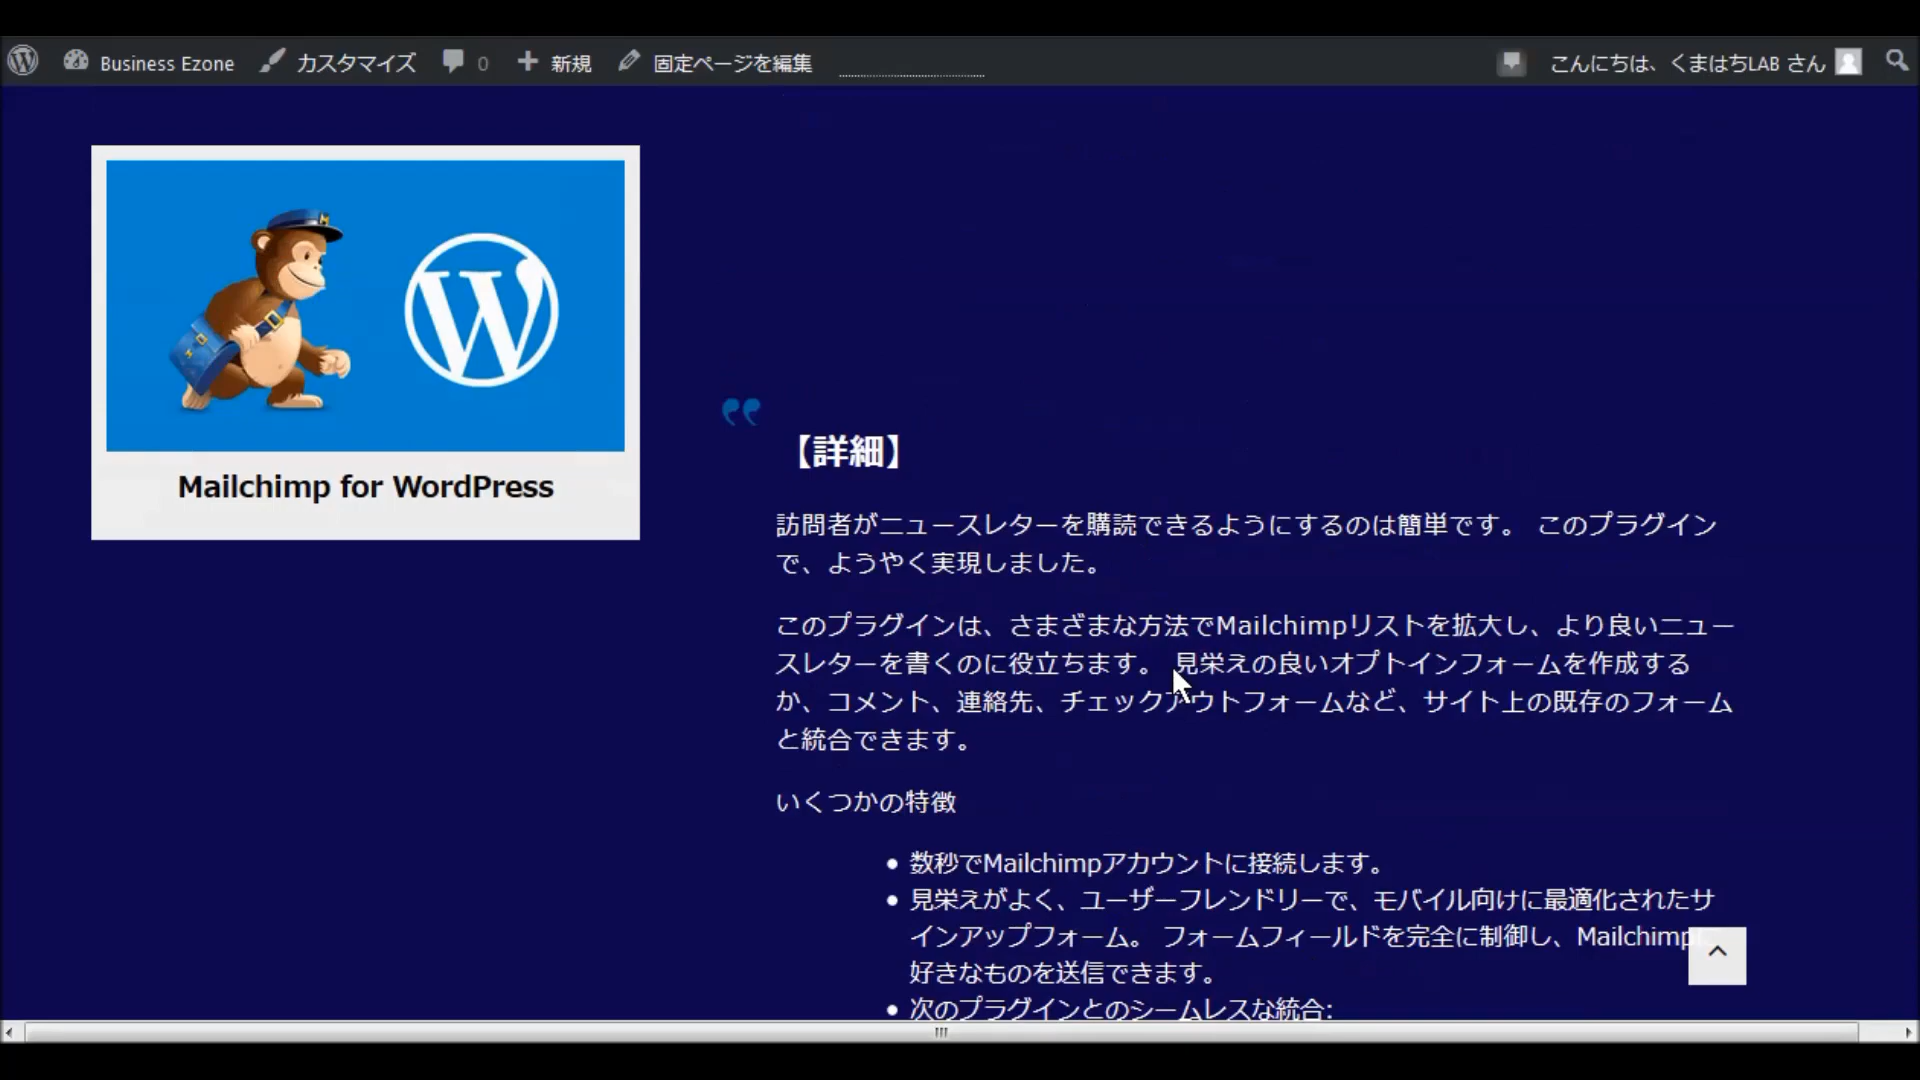 Business Ezone カスタマイズ 0 新規 固定ページを編集 こんにちは、くまはちLAB さん
Mailchimp for WordPress
【詳細】
訪問者がニュースレターを購読できるようにするのは簡単です。 このプラグイン
で、ようやく実現しました。
このプラグインは、さまざまな方法でMailchimpリストを拡大し、より良いニュー
スレターを書くのに役立ちます。 見栄えの良いオプトインフォームを作成する
か、コメント、連絡先、チェックアウトフォームなど、サイト上の既存のフォーム
と統合できます。
いくつかの特徴
• 数秒でMailchimpアカウントに接続します。
• 見栄えがよく、ユーザーフレンドリーで、モバイル向けに最適化されたサ
インアップフォーム。 フォームフィールドを完全に制御し、Mailchimp
好きなものを送信できます。
• 次のプラグインとのシームレスな統合: